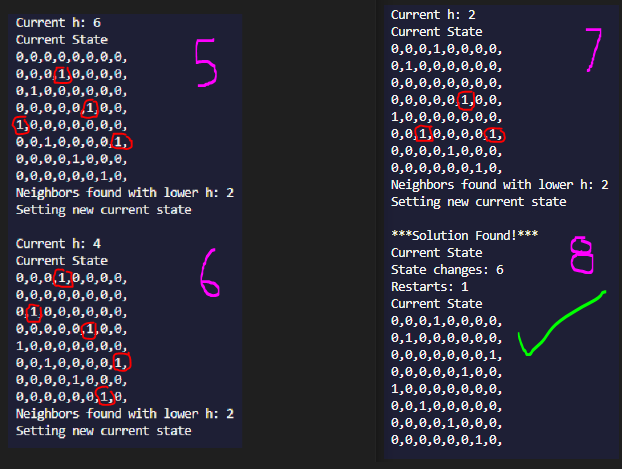 Current h: 6
Current State
0,0,0,0,0,0,0,0,
0,0,0,1,0,0,0,0,
0,1,0,0,0,0,0,0,
0,0,0,0,0,1,0,0,
1,0,0,0,0,0,0,0,
0,0,1,0,0,0,0,1,
0,0,0,0,1,0,0,0,
0,0,0,0,0,0,1,0,
Neighbors found with lower h: 2
Setting new current state
5
Current h: 4
Current State
0,0,0,1,0,0,0,0,
0,0,0,0,0,0,0,0,
0,1,0,0,0,0,0,0,
0,0,0,0,0,1,0,0,
1,0,0,0,0,0,0,0,
0,0,1,0,0,0,0,1,
0,0,0,0,1,0,0,0,
0,0,0,0,0,0,1,0,
Neighbors found with lower h: 2
Setting new current state
6
Current h: 2
Current State
0,0,0,1,0,0,0,0,
0,1,0,0,0,0,0,0,
0,0,0,0,0,0,0,0,
0,0,0,0,0,1,0,0,
1,0,0,0,0,0,0,0,
0,0,1,0,0,0,0,1,
0,0,0,0,1,0,0,0,
0,0,0,0,0,0,1,0,
Neighbors found with lower h: 2
Setting new current state
7
***Solution Found!***
Current State
State changes: 6
Restarts: 1
Current State
0,0,0,1,0,0,0,0,
0,1,0,0,0,0,0,0,
0,0,0,0,0,0,0,1,
0,0,0,0,0,1,0,0,
1,0,0,0,0,0,0,0,
0,0,1,0,0,0,0,0,
0,0,0,0,1,0,0,0,
0,0,0,0,0,0,1,0,
8